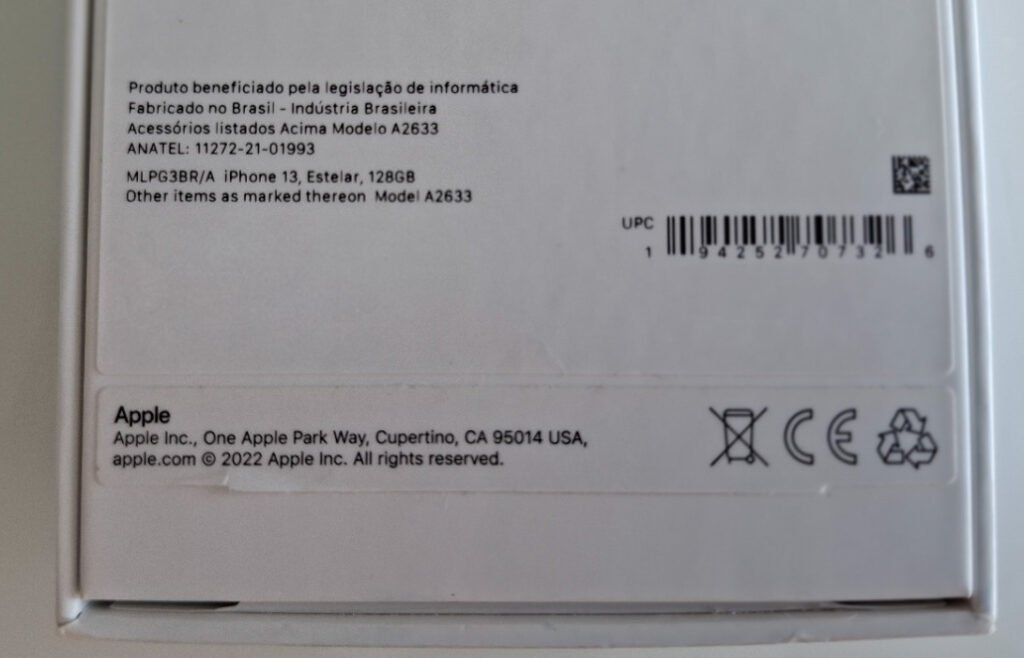 Produto beneficiado pela legislação de informática
Fabricado no Brasil - Indústria Brasileira
Acessórios listados Acima Modelo A2633
ANATEL: 11272-21-01993
MLPG3BR/A iPhone 13, Estelar, 128GB
Other items as marked thereon Model A2633
UPC
1 94252 70732 6
Apple
Apple Inc., One Apple Park Way, Cupertino, CA 95014 USA,
apple.com © 2022 Apple Inc. All rights reserved.
CE